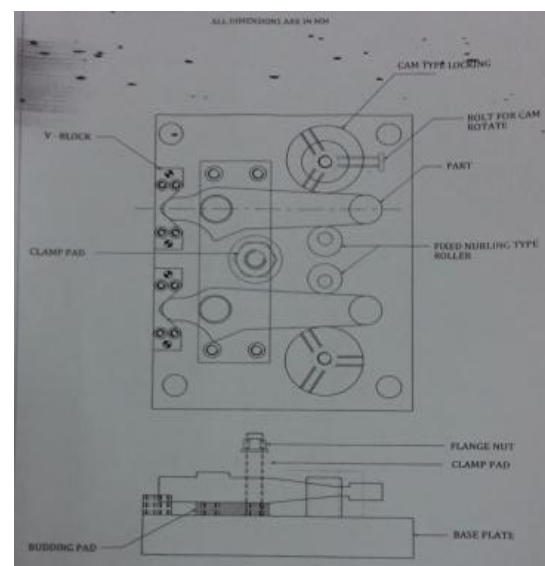 ALL DIMENSIONS ARE IN MM
CAM TYPE LOCKING
BOLT FOR CAM
ROTATE
V - BLOCK
PART
CLAMP PAD
FIXED NURLING TYPE
ROLLER
FLANGE NUT
CLAMP PAD
BASE PLATE
BUDDING PAD